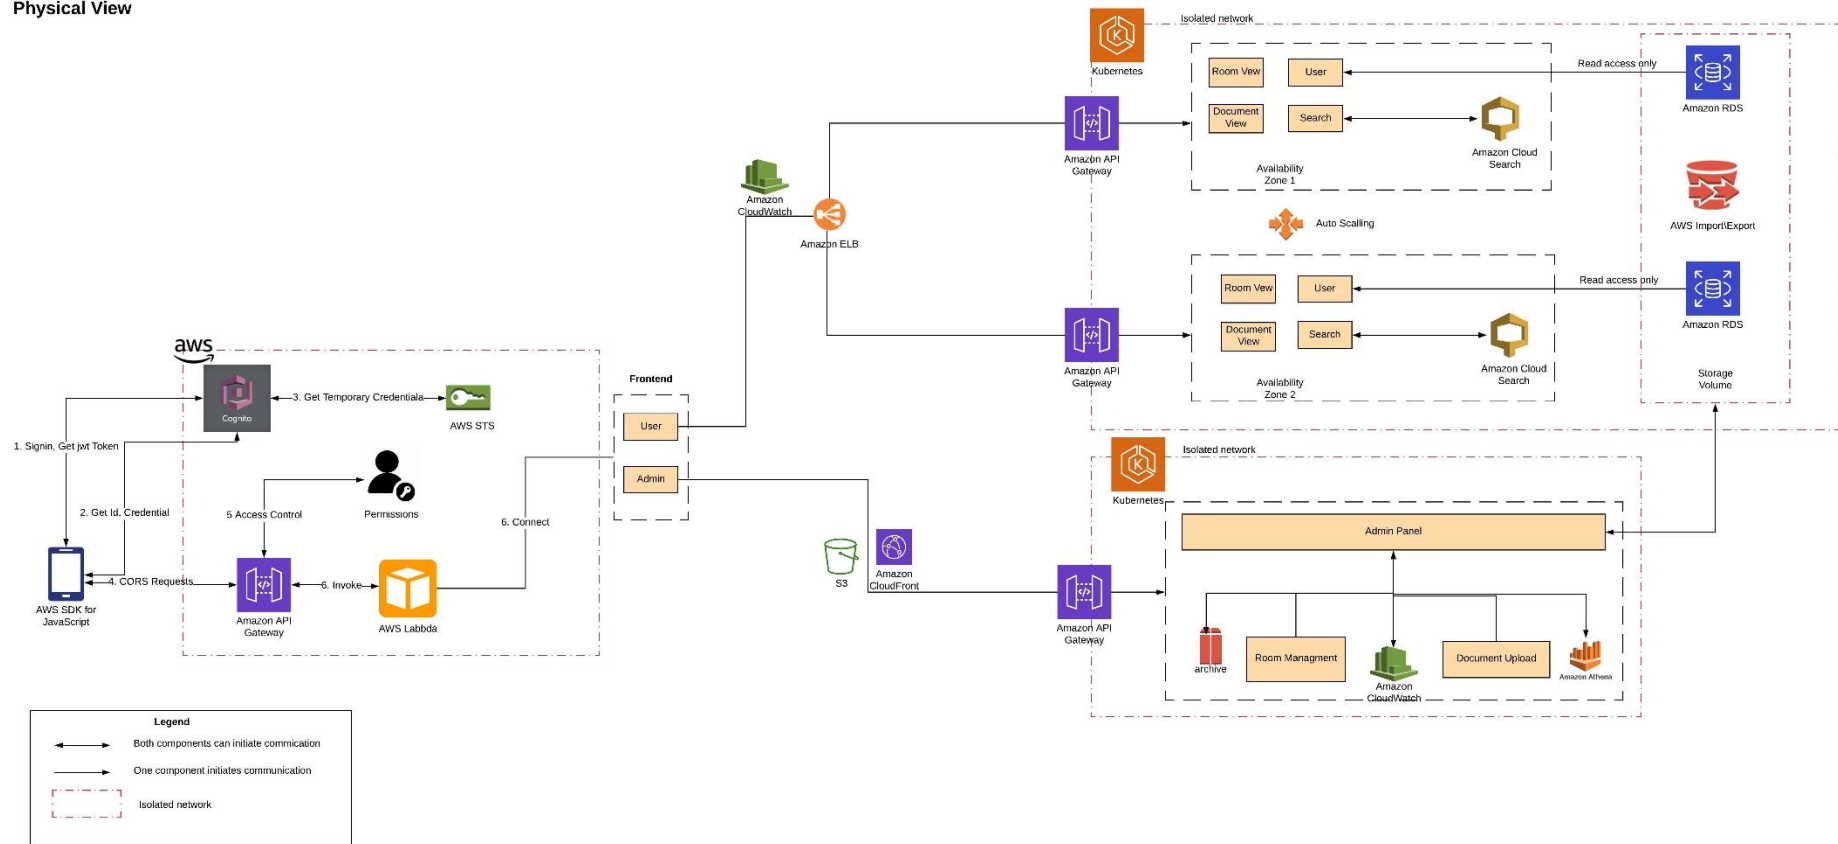 Physical View
Isolated network
Kubernetes
Room Vew
User
Read access only
Amazon RDS
Document
View
Search
Amazon Cloud
Search
Amazon API
Gateway
Availability
Zone 1
Amazon
CloudWatch
Amazon ELB
Auto Scalling
AWS Import\Export
Room Vew
User
Read access only
Amazon RDS
Document
View
Search
Amazon Cloud
Search
Amazon API
Gateway
Availability
Zone 2
Storage
Volume
aws
Cognito
3. Get Temporary Credentiala
AWS STS
1. Signin, Get jwt Token
2. Get Id, Credential
Permissions
5 Access Control
4. CORS Requests
6. Invoke
AWS SDK for
JavaScript
Amazon API
Gateway
AWS Labbda
6. Connect
Frontend
User
Admin
S3
Amazon
CloudFront
Kubernetes
Isolated network
Admin Panel
Amazon API
Gateway
archive
Room Managment
Amazon
CloudWatch
Document Upload
Amazon Athena
Legend
Both components can initiate commication
One component initiates communication
Isolated network